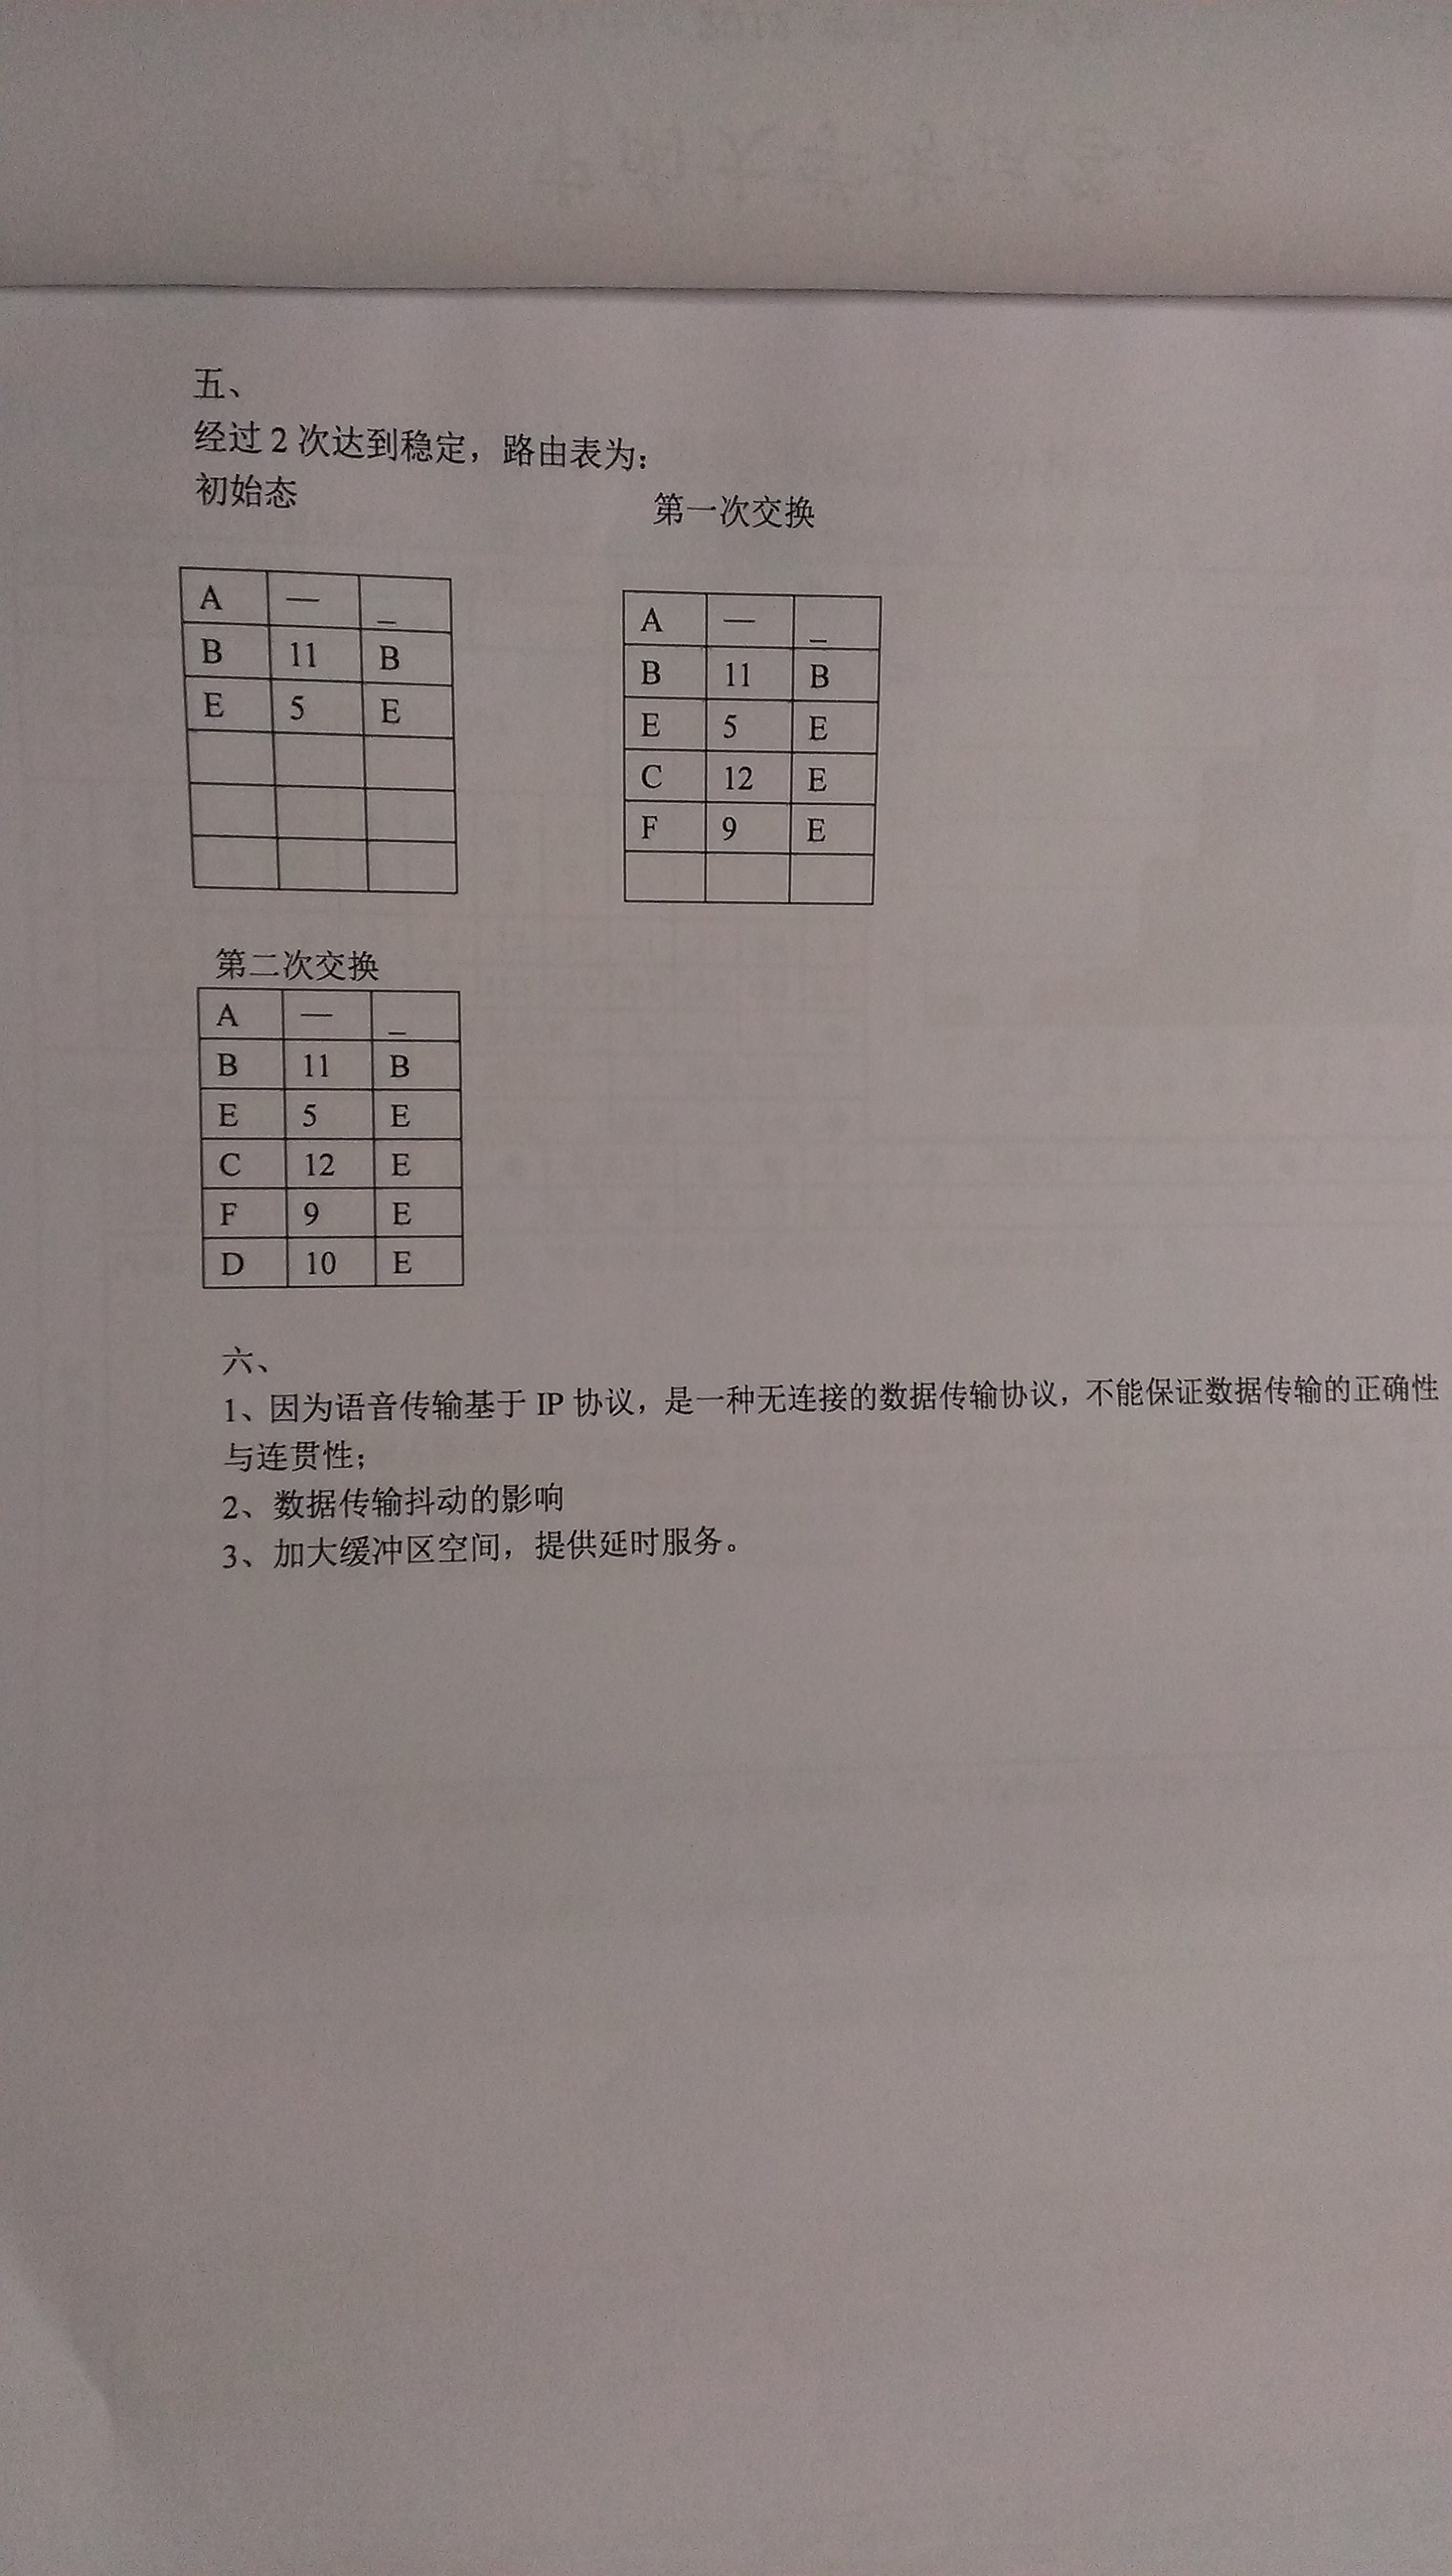 五、
经过 2 次达到稳定，路由表为：
初始态
第一次交换
A — _
B 11 B
E 5 E
A — _
B 11 B
E 5 E
C 12 E
F 9 E
第二次交换
A — _
B 11 B
E 5 E
C 12 E
F 9 E
D 10 E
六、
1、因为语音传输基于 IP 协议，是一种无连接的数据传输协议，不能保证数据传输的正确性
与连贯性；
2、数据传输抖动的影响
3、加大缓冲区空间，提供延时服务。